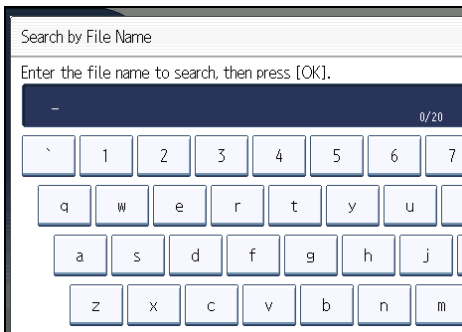 Search by File Name
Enter the file name to search, then press [OK].
_
0/20
` 1 2 3 4 5 6 7
q w e r t y u
a s d f g h j
z x c v b n m